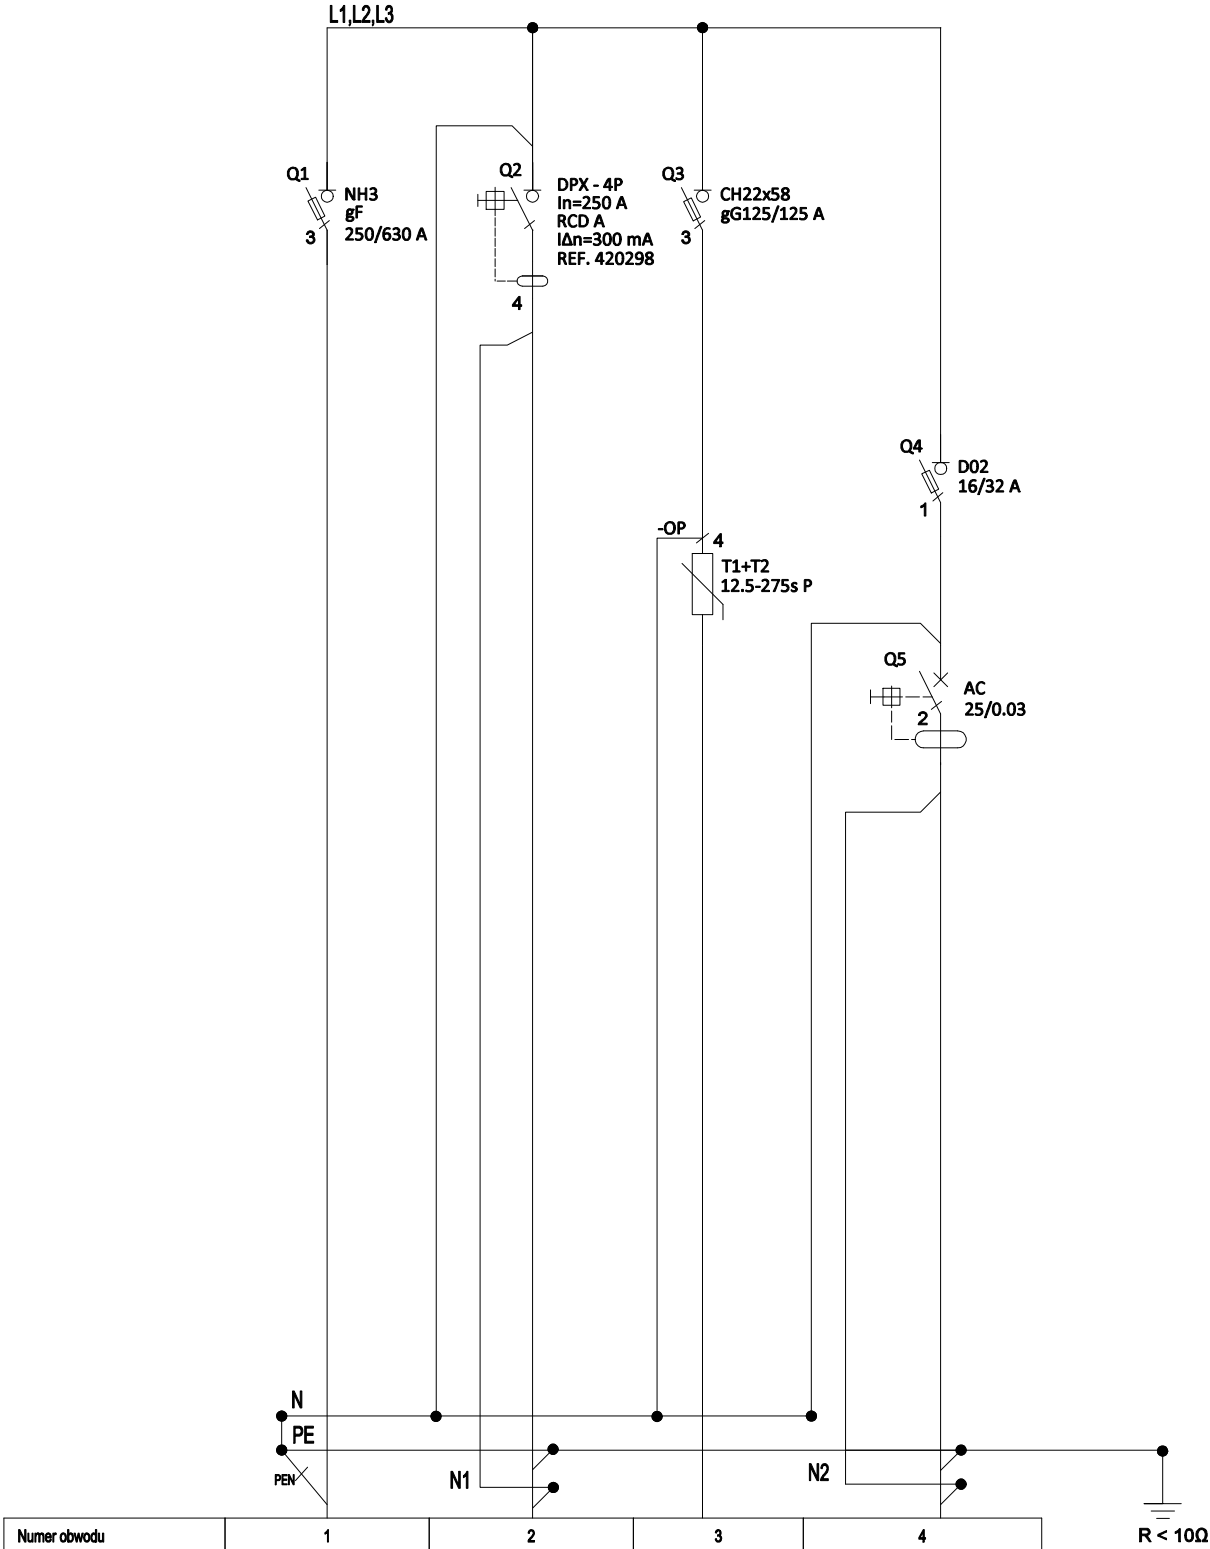 L1,L2,L3
Q1
NH3
gF
250/630 A
3
Q2
DPX - 4P
In=250 A
RCD A
IΔn=300 mA
REF. 420298
4
Q3
CH22x58
gG125/125 A
3
Q4
D02
16/32 A
1
-OP
4
T1+T2
12.5-275s P
Q5
AC
25/0.03
2
N
PE
PEN
N1
N2
Numer obwodu
1
2
3
4
R < 10Ω